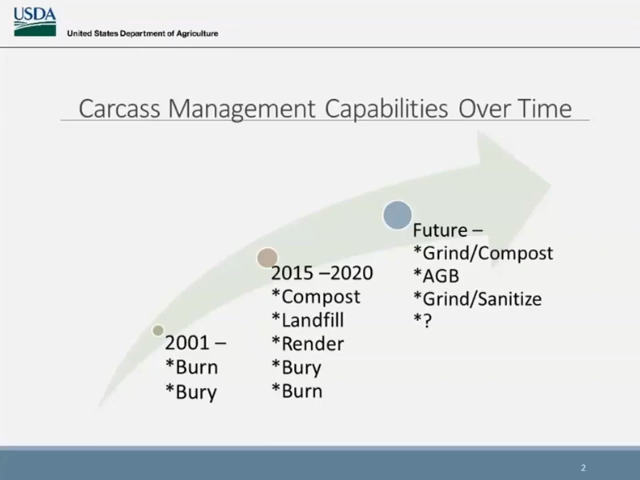 USDA
United States Department of Agriculture
Carcass Management Capabilities Over Time
2001 –
*Burn
*Bury
2015 –2020
*Compost
*Landfill
*Render
*Bury
*Burn
Future –
*Grind/Compost
*AGB
*Grind/Sanitize
*?
2